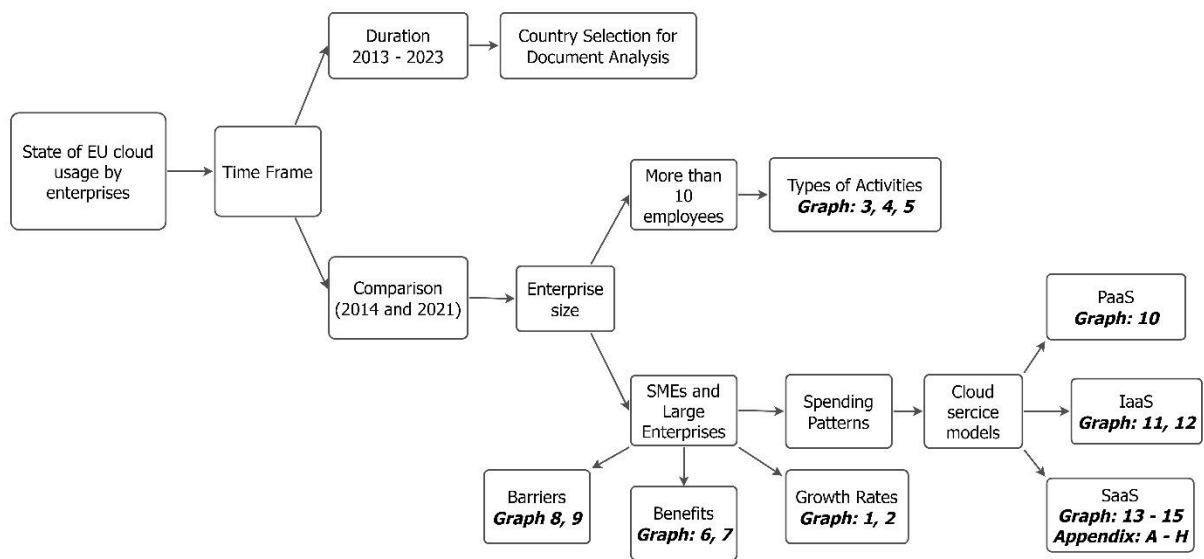 Duration
2013 - 2023
Country Selection for
Document Analysis
State of EU cloud
usage by
enterprises
Time Frame
More than
10
employees
Types of Activities
Graph: 3, 4, 5
Comparison
(2014 and 2021)
Enterprise
size
PaaS
Graph: 10
SMEs and
Large
Enterprises
Spending
Patterns
Cloud
sercice
models
IaaS
Graph: 11, 12
Barriers
Graph 8, 9
Benefits
Graph: 6, 7
Growth Rates
Graph: 1, 2
SaaS
Graph: 13 - 15
Appendix: A - H